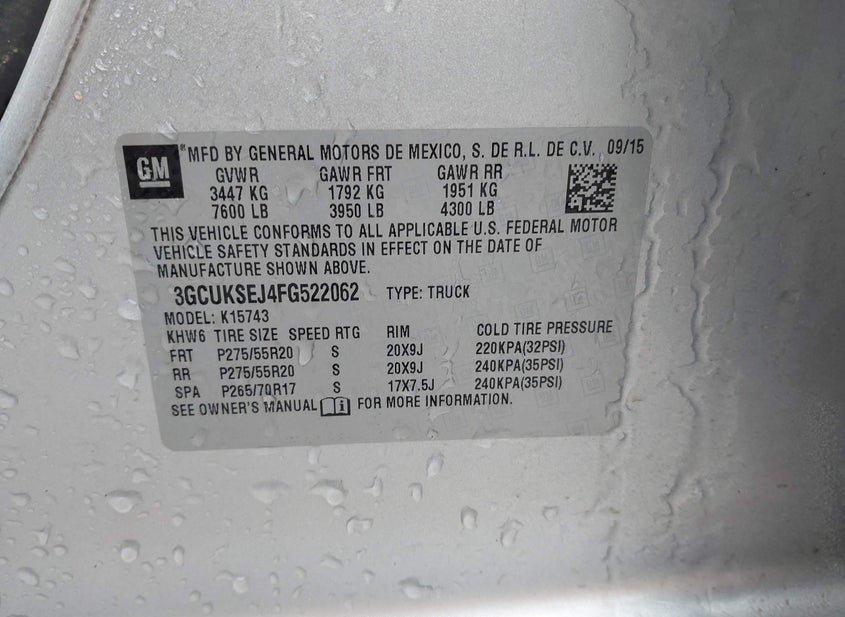 GM
®MFD BY GENERAL MOTORS DE MEXICO, S. DE R.L. DE C.V. 09/15
GVWR GAWR FRT GAWR RR
3447 KG 1792 KG 1951 KG
7600 LB 3950 LB 4300 LB
THIS VEHICLE CONFORMS TO ALL APPLICABLE U.S. FEDERAL MOTOR
VEHICLE SAFETY STANDARDS IN EFFECT ON THE DATE OF
MANUFACTURE SHOWN ABOVE.
3GCUKSEJ4FG522062 TYPE: TRUCK
MODEL: K15743
KHW6 TIRE SIZE SPEED RTG RIM COLD TIRE PRESSURE
FRT P275/55R20 S 20X9J 220KPA(32PSI)
RR P275/55R20 S 20X9J 240KPA(35PSI)
SPA P265/70R17 S 17X7.5J 240KPA(35PSI)
SEE OWNER'S MANUAL i FOR MORE INFORMATION.